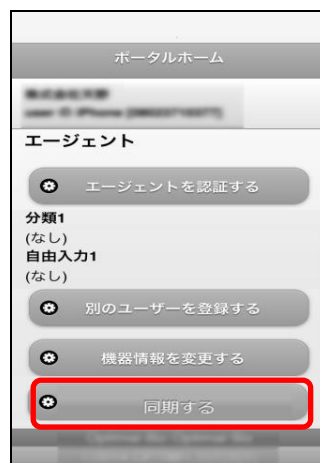 ポータルホーム
エージェント
エージェントを認証する
分類1
(なし)
自由入力1
(なし)
別のユーザーを登録する
機器情報を変更する
同期する